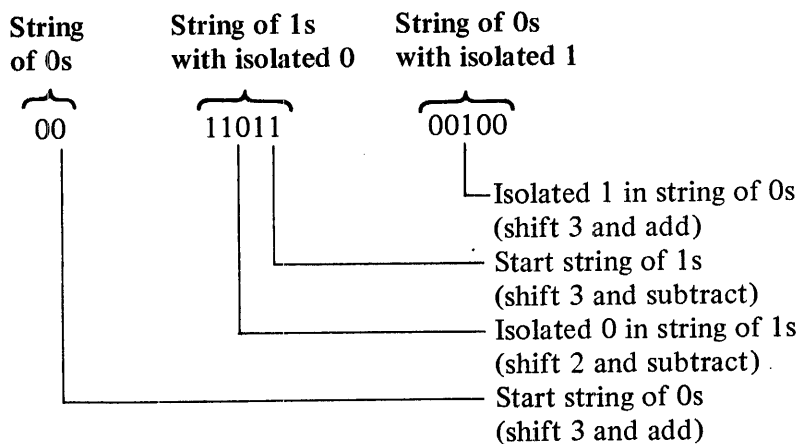 String String of 1s String of 0s
of 0s with isolated 0 with isolated 1
00 11011 00100
Isolated 1 in string of 0s
(shift 3 and add)
Start string of 1s
(shift 3 and subtract)
Isolated 0 in string of 1s
(shift 2 and subtract)
Start string of 0s
(shift 3 and add)